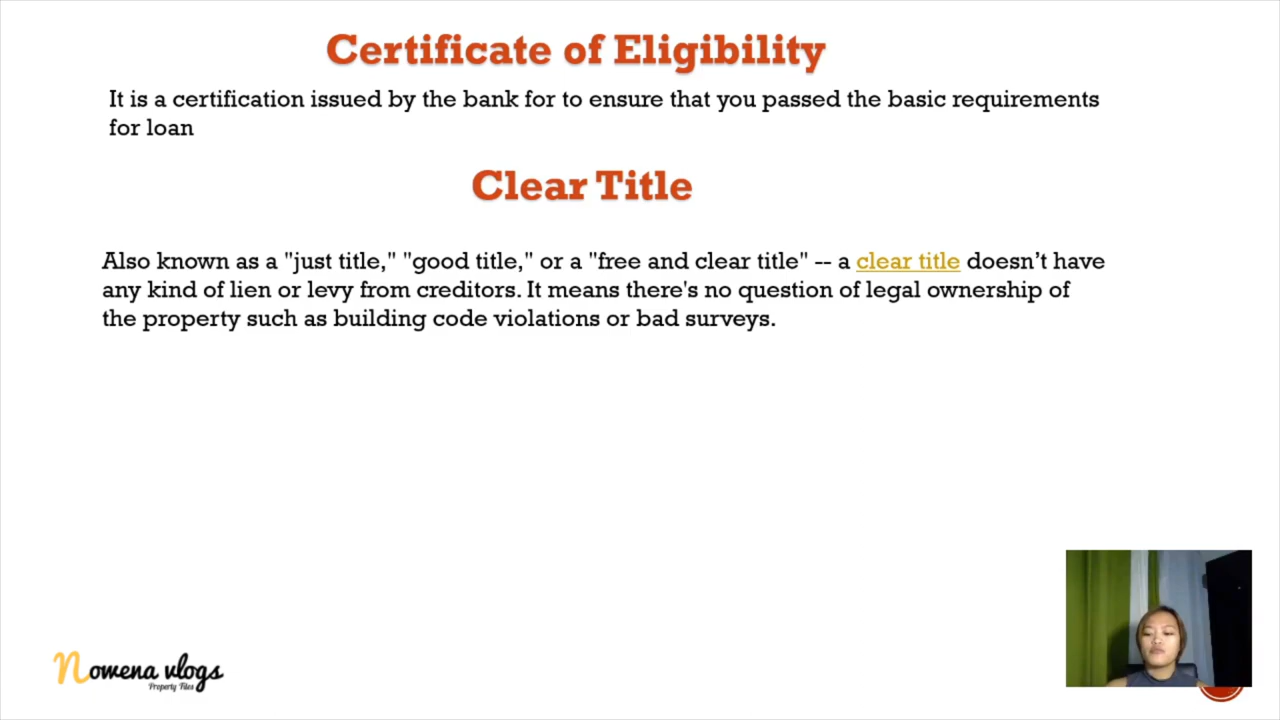 Certificate of Eligibility
It is a certification issued by the bank for to ensure that you passed the basic requirements
for loan
Clear Title
Also known as a "just title," "good title," or a "free and clear title" -- a clear title doesn’t have
any kind of lien or levy from creditors. It means there's no question of legal ownership of
the property such as building code violations or bad surveys.
nowena vlogs
Property Files